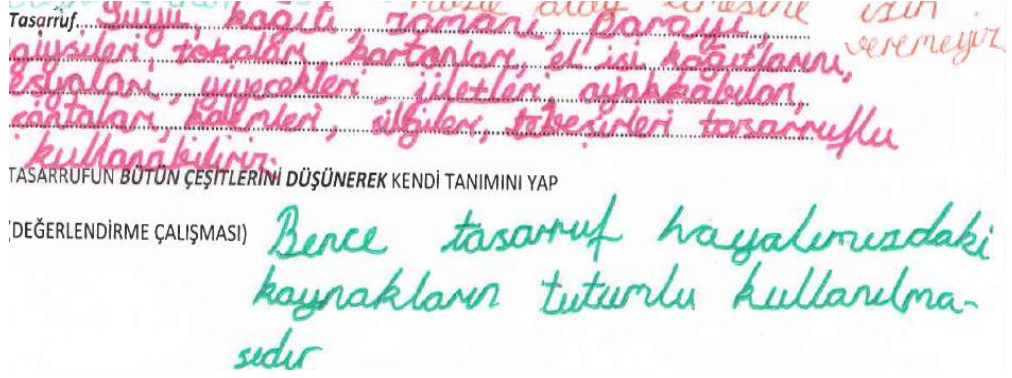 izin
Tasarruf.....Suyu, kağıtı zamanı, parayı,
veremeyiz
giysileri, tokaları, kartonları, el işi kağıtlarını,
eşyaları, yiyecekleri, jiletleri, ayakkabıları,
çantaları, kalemleri, silgileri, tebeşirleri tasarruflu
kullanabiliriz.
TASARRUFUN BÜTÜN ÇEŞİTLERİNİ DÜŞÜNEREK KENDİ TANIMINI YAP
(DEĞERLENDİRME ÇALIŞMASI) Bence tasarruf hayalımızdaki
kaynakların tutumlu kullanılma-
sıdır